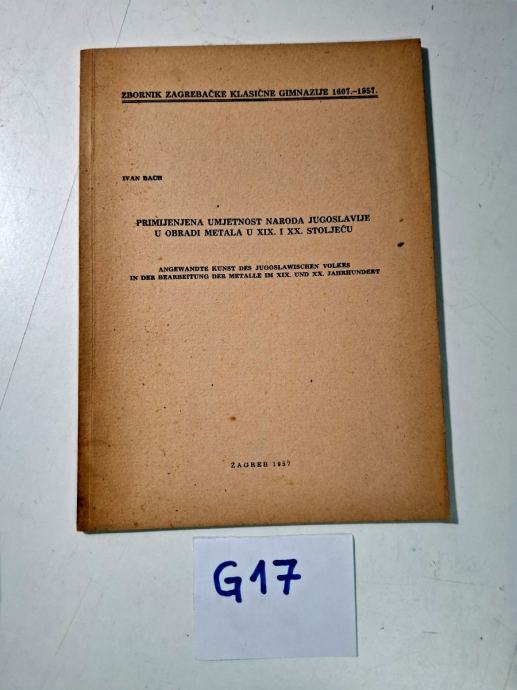 ZBORNIK ZAGREBAČKE KLASIČNE GIMNAZIJE 1607.-1957.
IVAN BACH
PRIMIJENJENA UMJETNOST NARODA JUGOSLAVIJE
U OBRADI METALA U XIX. I XX. STOLJEĆU
ANGEWANDTE KUNST DES JUGOSLAWISCHEN VOLKES
IN DER BEARBEITUNG DER METALLE IM XIX. UND XX. JAHRHUNDERT
ZAGREB 1957
G17